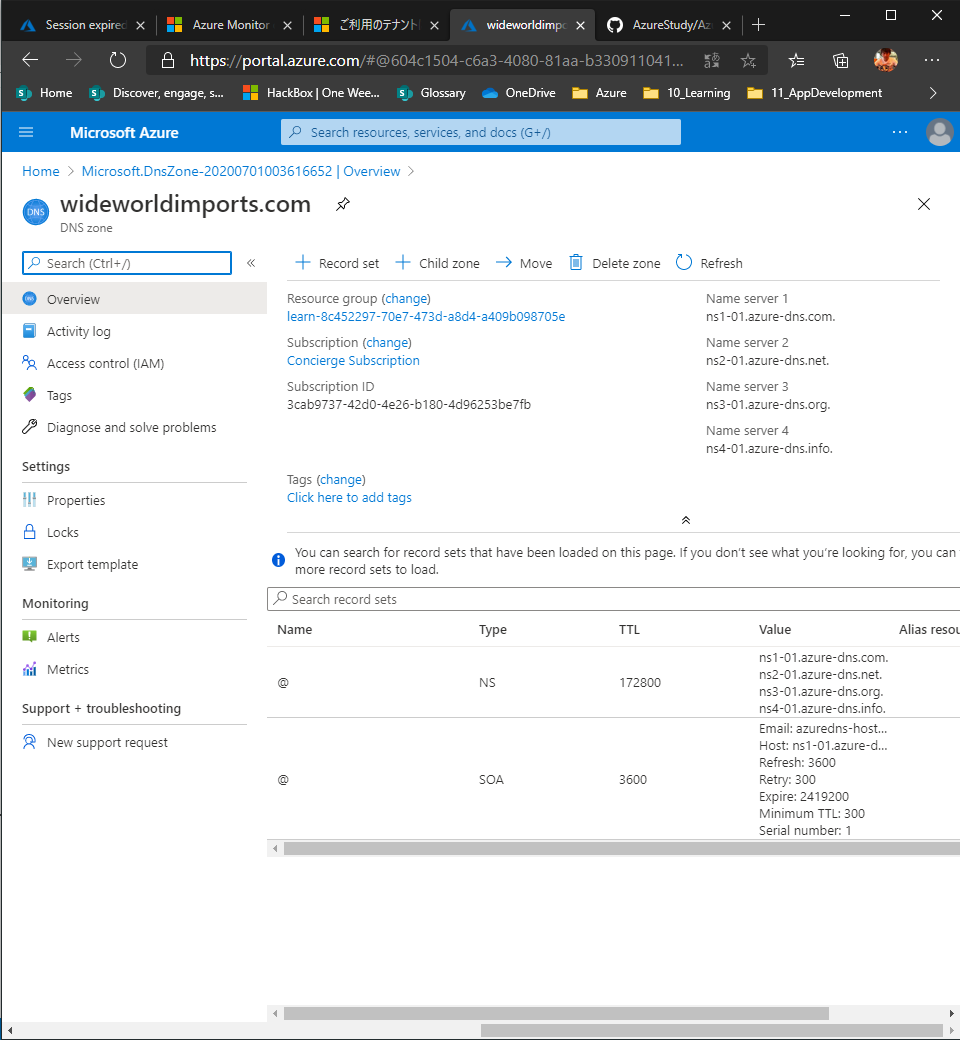 Session expired
Azure Monitor
ご利用のテナント
wideworldimpo
AzureStudy/Az
https://portal.azure.com/#@604c1504-c6a3-4080-81aa-b330911041...
Home
Discover, engage, s...
HackBox | One Wee...
Glossary
OneDrive
Azure
10_Learning
11_AppDevelopment
Microsoft Azure
Search resources, services, and docs (G+/)
Home > Microsoft.DnsZone-20200701003616652 | Overview >
DNS
wideworldimports.com
DNS zone
Search (Ctrl+/)
Overview
Activity log
Access control (IAM)
Tags
Diagnose and solve problems
Settings
Properties
Locks
Export template
Monitoring
Alerts
Metrics
Support + troubleshooting
New support request
Record set
Child zone
Move
Delete zone
Refresh
Resource group (change)
learn-8c452297-70e7-473d-a8d4-a409b098705e
Subscription (change)
Concierge Subscription
Subscription ID
3cab9737-42d0-4e26-b180-4d96253be7fb
Name server 1
ns1-01.azure-dns.com.
Name server 2
ns2-01.azure-dns.net.
Name server 3
ns3-01.azure-dns.org.
Name server 4
ns4-01.azure-dns.info.
Tags (change)
Click here to add tags
You can search for record sets that have been loaded on this page. If you don't see what you're looking for, you can
more record sets to load.
Search record sets
Name Type TTL Value Alias resou
@ NS 172800
ns1-01.azure-dns.com.
ns2-01.azure-dns.net.
ns3-01.azure-dns.org.
ns4-01.azure-dns.info.
@ SOA 3600
Email: azuredns-host...
Host: ns1-01.azure-d...
Refresh: 3600
Retry: 300
Expire: 2419200
Minimum TTL: 300
Serial number: 1